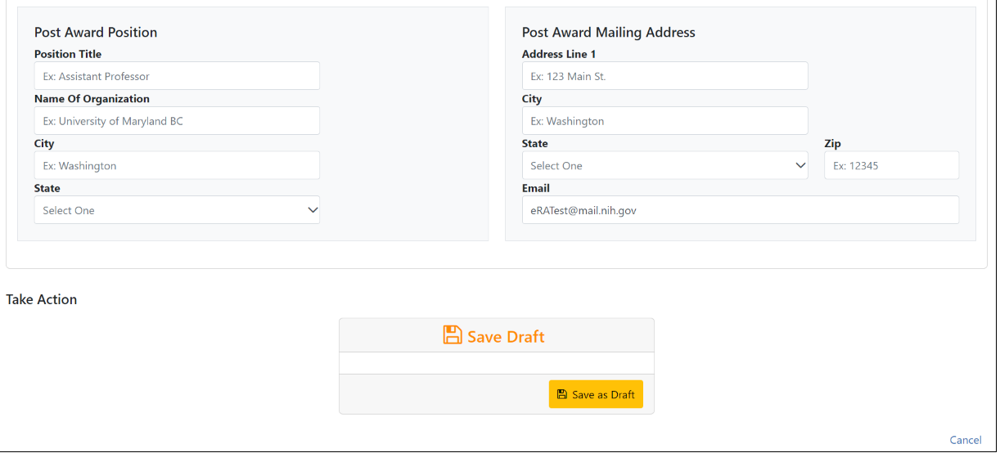 Post Award Position
Position Title
Ex: Assistant Professor
Name Of Organization
Ex: University of Maryland BC
City
Ex: Washington
State
Select One
Post Award Mailing Address
Address Line 1
Ex: 123 Main St.
City
Ex: Washington
State
Zip
Select One
Ex: 12345
Email
eRATest@mail.nih.gov
Take Action
Save Draft
Save as Draft
Cancel